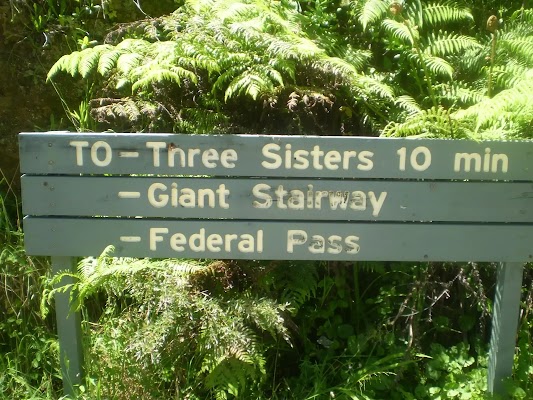 TO – Three Sisters 10 min
– Giant Stairway
– Federal Pass